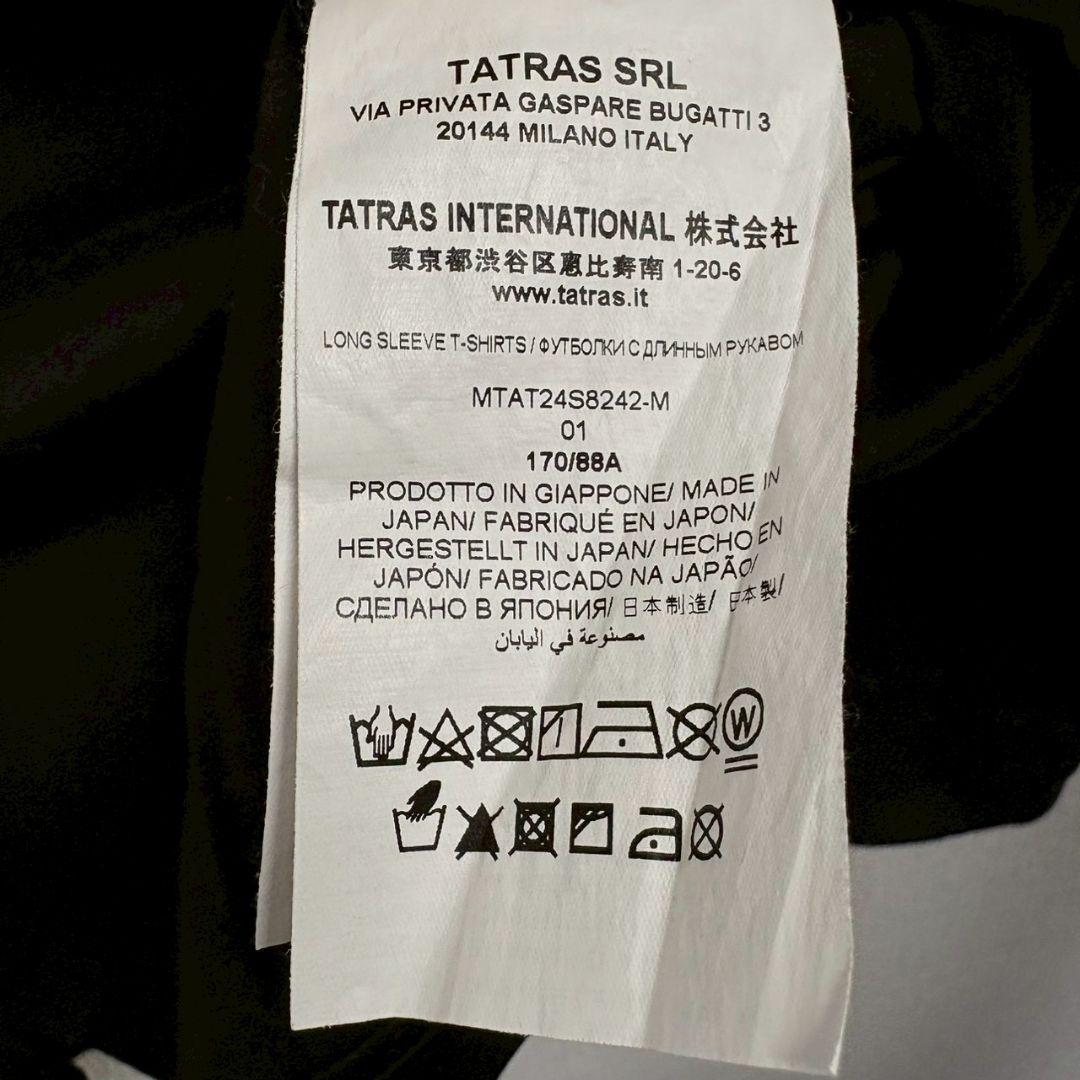 TATRAS SRL
VIA PRIVATA GASPARE BUGATTI 3
20144 MILANO ITALY
TATRAS INTERNATIONAL 株式会社
東京都渋谷区恵比寿南 1-20-6
www.tatras.it
LONG SLEEVE T-SHIRTS / ФУТБОЛКИ С ДЛИННЫМ РУКАВОМ
MTAT24S8242-M
01
170/88A
PRODOTTO IN GIAPPONE/ MADE IN
JAPAN/ FABRIQUÉ EN JAPON/
HERGESTELLT IN JAPAN/ HECHO EN
JAPÓN/ FABRICADO NA JAPÃO/
СДЕЛАНО В ЯПОНИЯ/ 日本制造/ 日本製/
مصنوعة في اليابان
W